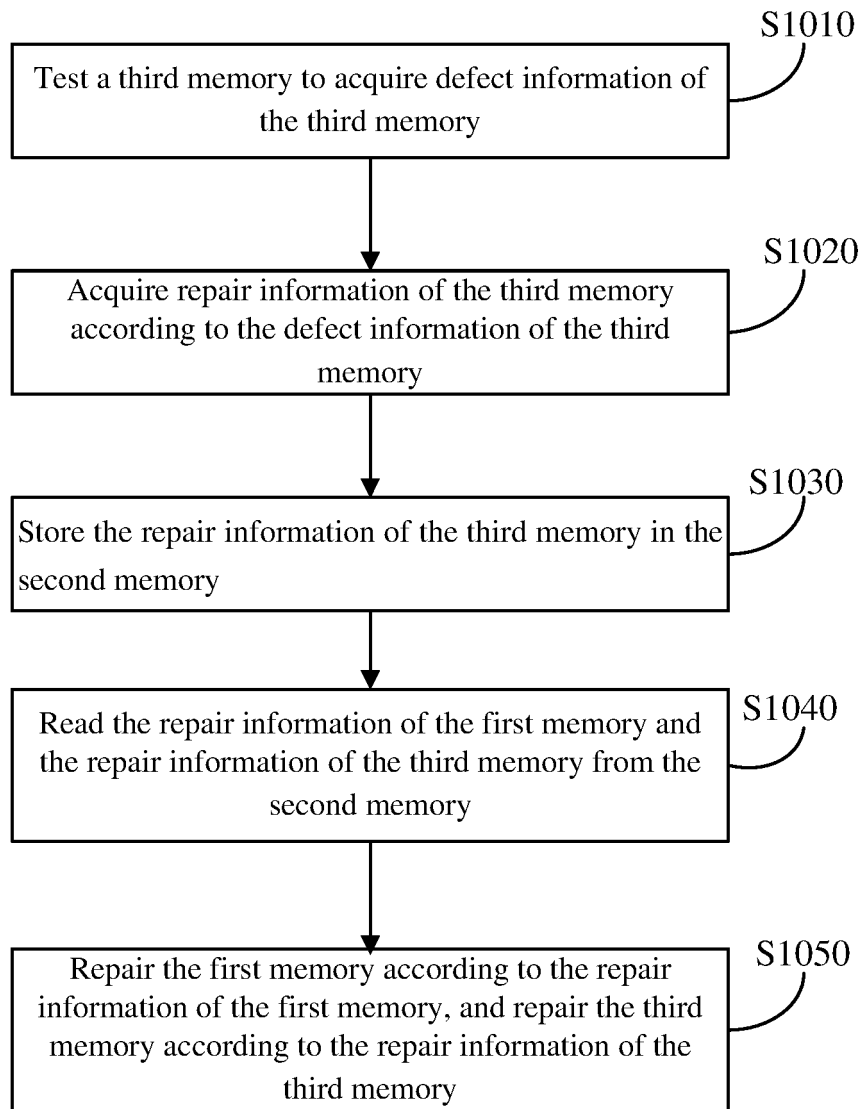 S1010
Test a third memory to acquire defect information of
the third memory
S1020
Acquire repair information of the third memory
according to the defect information of the third
memory
S1030
Store the repair information of the third memory in the
second memory
S1040
Read the repair information of the first memory and
the repair information of the third memory from the
second memory
S1050
Repair the first memory according to the repair
information of the first memory, and repair the third
memory according to the repair information of the
third memory